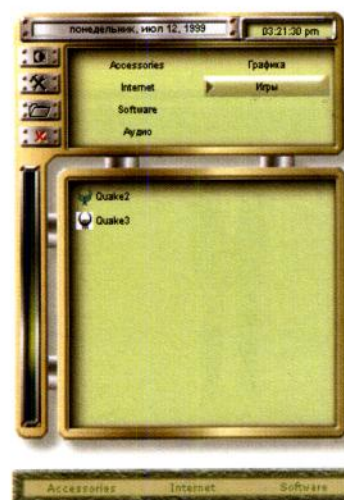 понедельник, июл 12, 1999 03:21:30 pm
Accessories Графика
Internet Игры
Software
Аудио
Quake2
Quake3
Accessories Internet Software